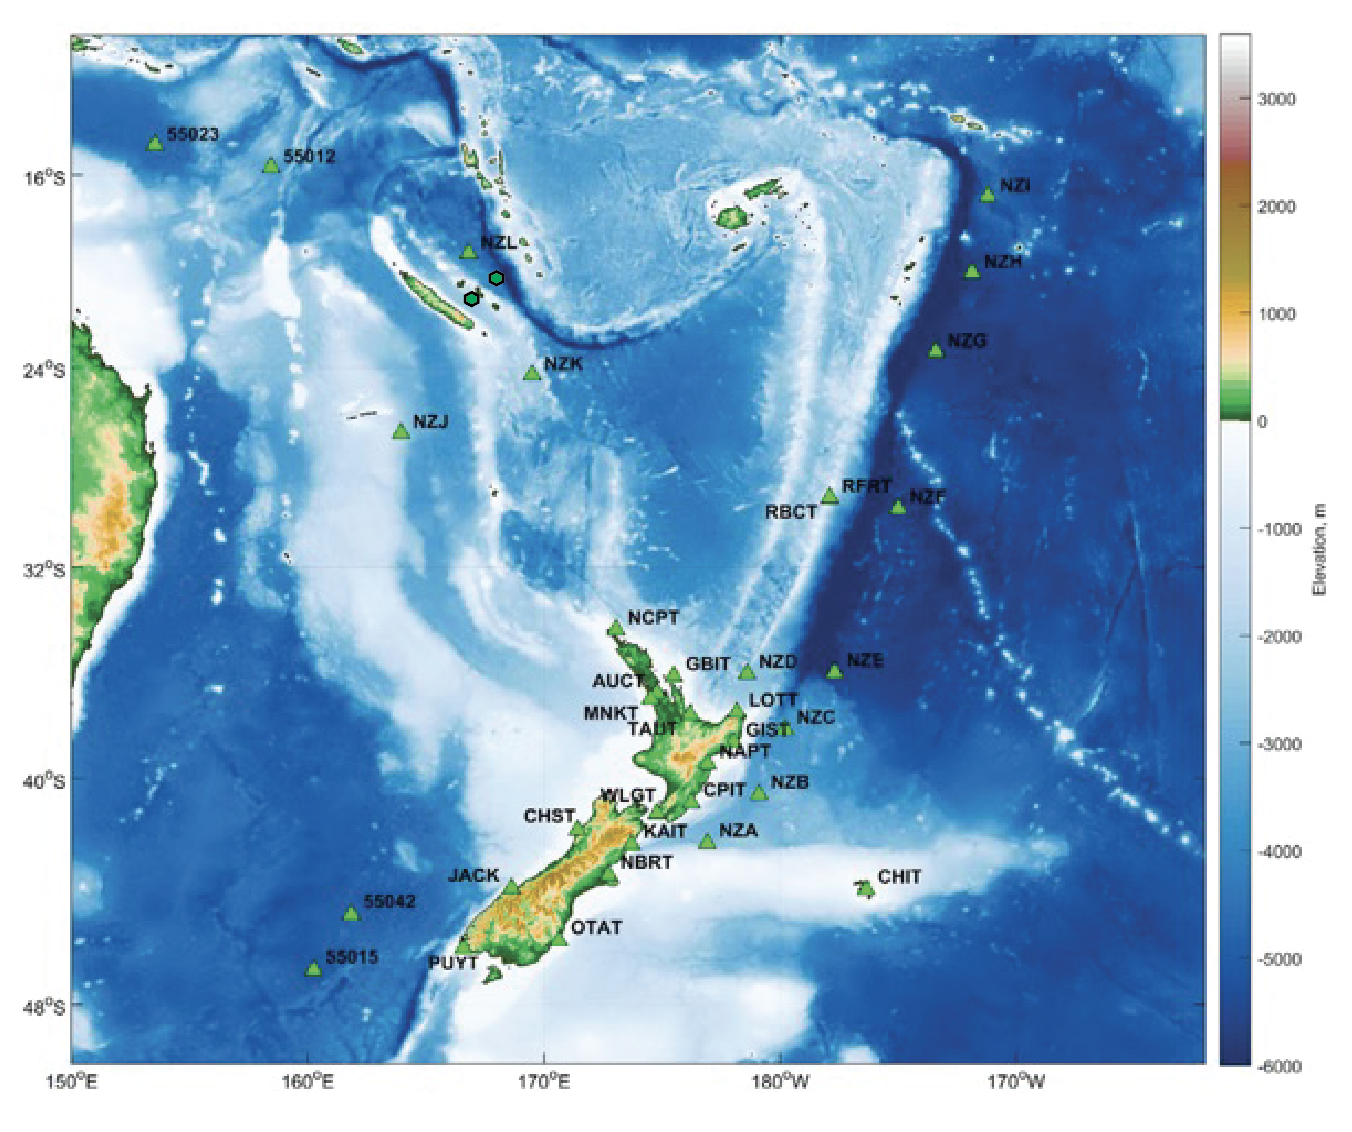 3000
55023
55012
16°S
NZI
2000
NZL
NZH
1000
NZG
24°S
NZK
NZJ
0
RFRT
NZF
RBCT
-1000
Elevation, m
32°S
NCPT
-2000
GBIT
NZD
NZE
AUCT
LOTT
MNKT
NZC
TAUT
GIST
NAPT
-3000
40°S
CPIT
NZB
WLGT
CHST
KAIT
NZA
-4000
NBRT
JACK
CHIT
55042
OTAT
55015
PUYT
-5000
48°S
-6000
150°E
160°E
170°E
180°W
170°W